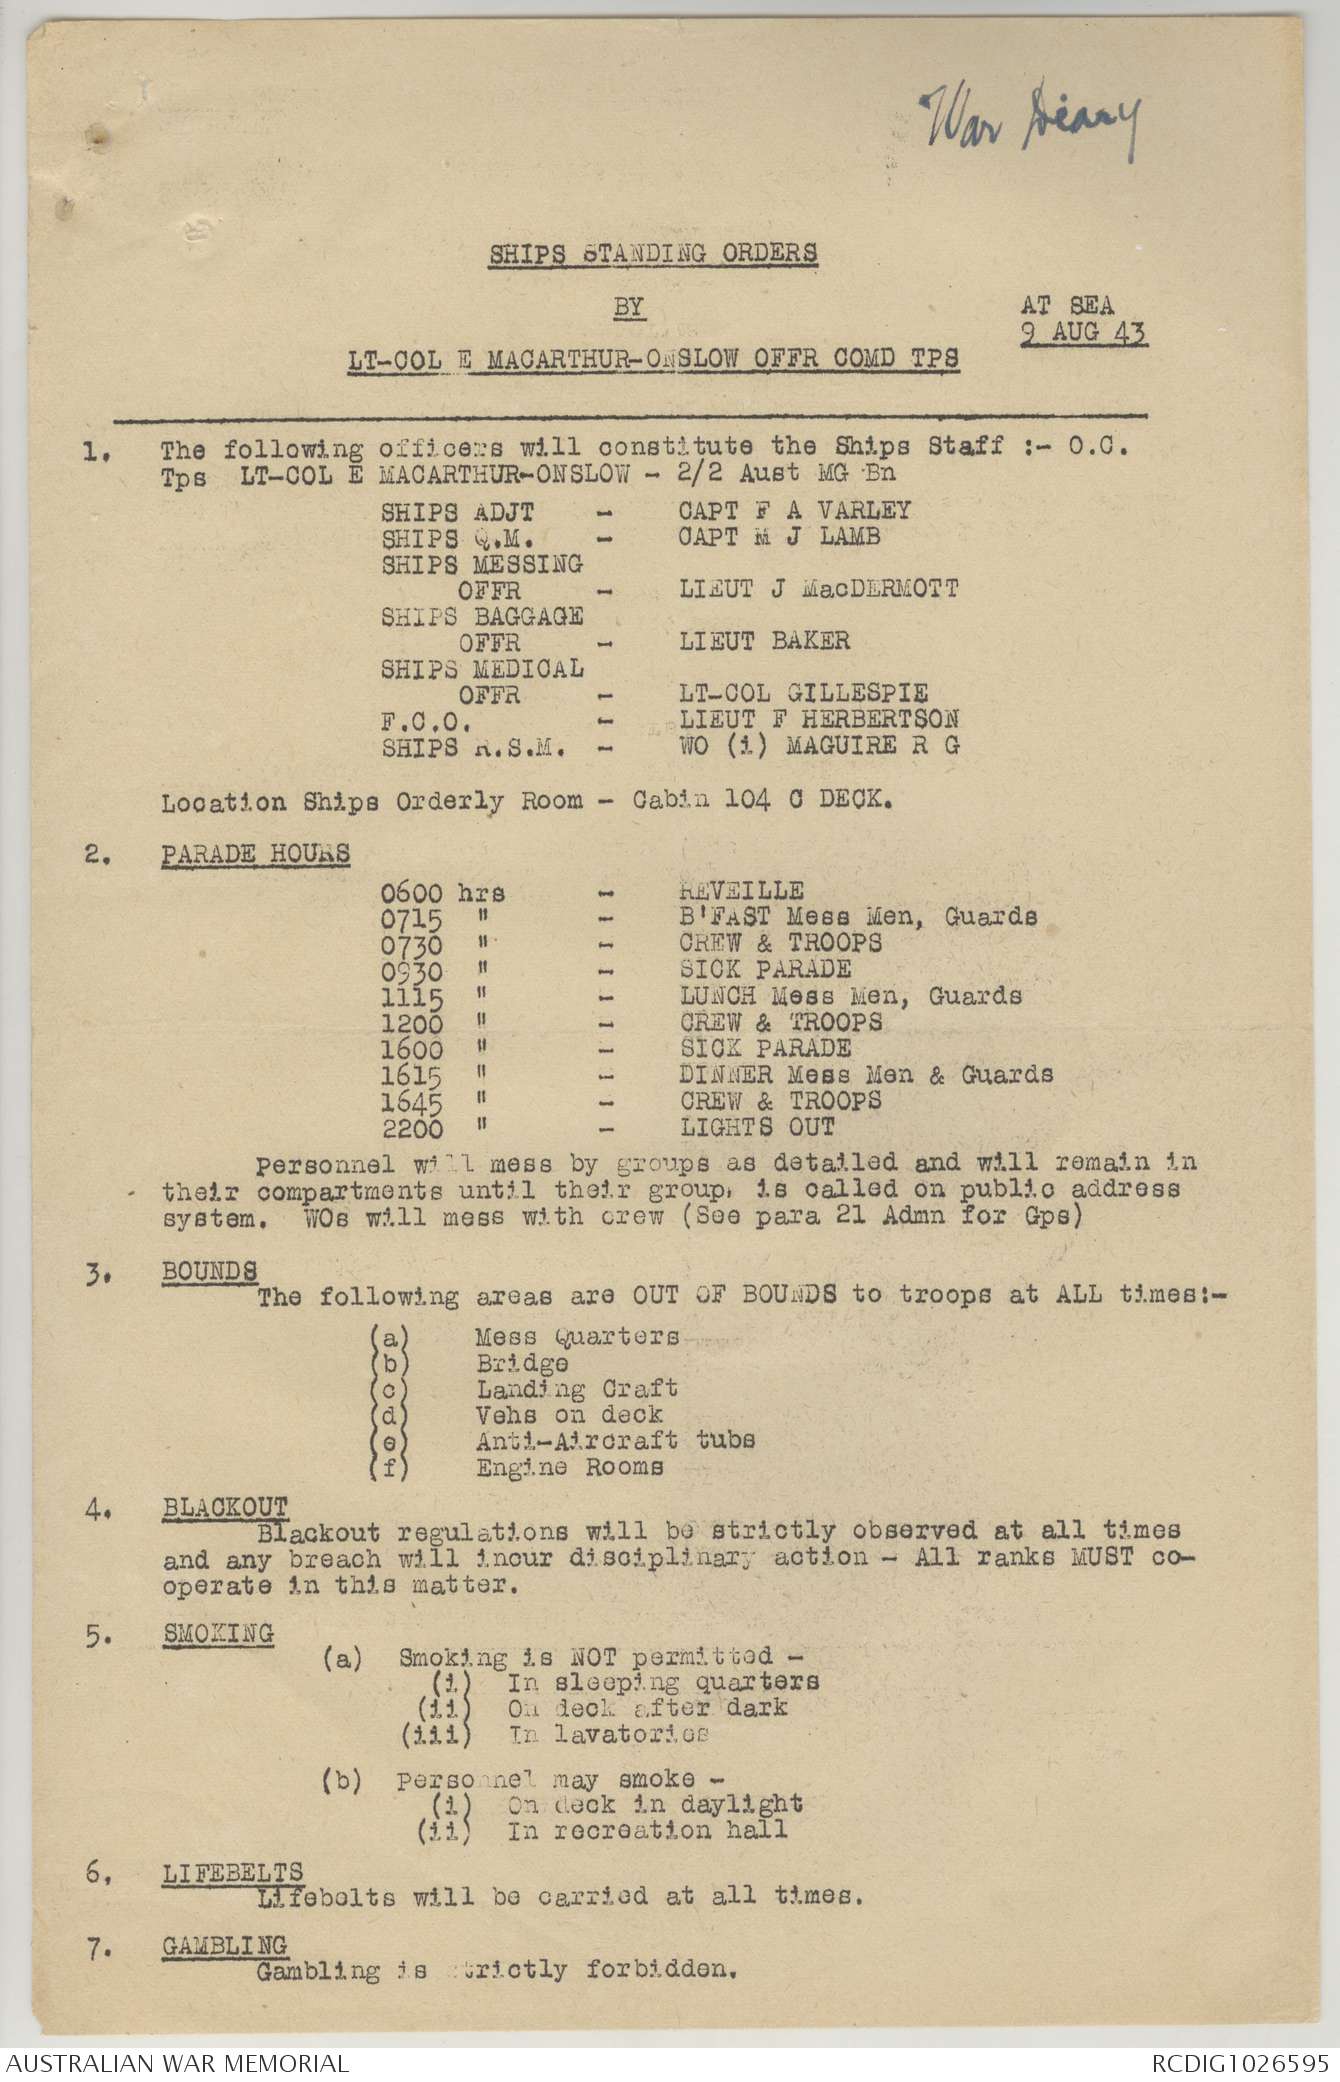 War Diary
SHIPS STANDING ORDERS
BY
AT SEA
9 AUG 43
LT-COL E MACARTHUR-ONSLOW OFFR COMD TPS
1. The following officers will constitute the Ships Staff :- O.C.
Tps LT-COL E MACARTHUR-ONSLOW - 2/2 Aust MG Bn
SHIPS ADJT - CAPT F A VARLEY
SHIPS Q.M. - CAPT M J LAMB
SHIPS MESSING
OFFR - LIEUT J MacDERMOTT
SHIPS BAGGAGE
OFFR - LIEUT BAKER
SHIPS MEDICAL
OFFR - LT-COL GILLESPIE
F.C.O. - LIEUT F HERBERTSON
SHIPS R.S.M. - WO (i) MAGUIRE R G
Location Ships Orderly Room - Cabin 104 C DECK.
2. PARADE HOURS
0600 hrs - REVEILLE
0715 " - B'FAST Mess Men, Guards
0730 " - CREW & TROOPS
0930 " - SICK PARADE
1115 " - LUNCH Mess Men, Guards
1200 " - CREW & TROOPS
1600 " - SICK PARADE
1615 " - DINNER Mess Men & Guards
1645 " - CREW & TROOPS
2200 " - LIGHTS OUT
Personnel will mess by groups as detailed and will remain in
their compartments until their group, is called on public address
system. WOs will mess with crew (See para 21 Admn for Gps)
3. BOUNDS
The following areas are OUT OF BOUNDS to troops at ALL times:-
(a) Mess Quarters
(b) Bridge
(c) Landing Craft
(d) Vehs on deck
(e) Anti-Aircraft tubs
(f) Engine Rooms
4. BLACKOUT
Blackout regulations will be strictly observed at all times
and any breach will incur disciplinary action - All ranks MUST co-
operate in this matter.
5. SMOKING
(a) Smoking is NOT permitted -
(i) In sleeping quarters
(ii) On deck after dark
(iii) In lavatories
(b) Personnel may smoke -
(i) On deck in daylight
(ii) In recreation hall
6. LIFEBELTS
Lifebelts will be carried at all times.
7. GAMBLING
Gambling is strictly forbidden.
AUSTRALIAN WAR MEMORIAL
RCDIG1026595